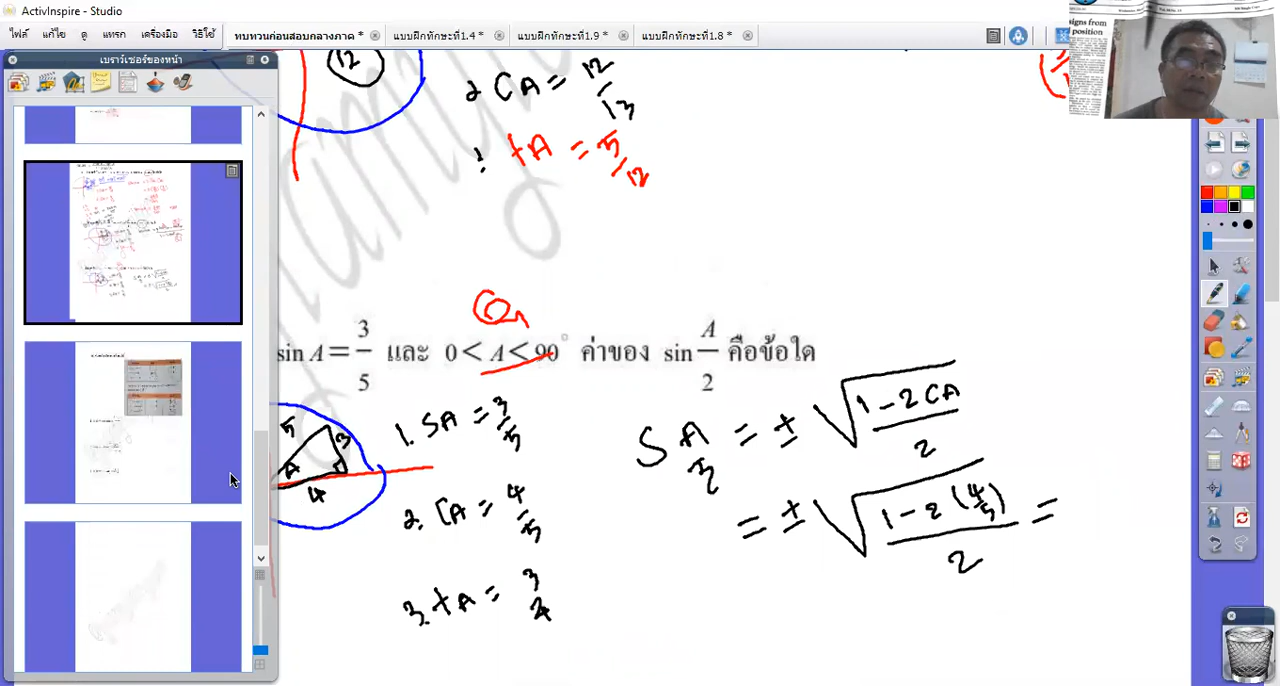 ActivInspire - Studio
ไฟล์ แก้ไข ดู แทรก เครื่องมือ วิธีใช้
ทบทวนก่อนสอบกลางภาค * แบบฝึกทักษะที่1.4 * แบบฝึกทักษะที่1.9 * แบบฝึกทักษะที่1.8 *
เบราว์เซอร์ของหน้า
igns from
position
12
2. CA = 12/13
tA = 5/12
sin A = 3/5 และ 0 < A < 90° ค่าของ sin A/2 คือข้อใด
5 3 A 4
1. SA = 3/5
2. CA = 4/5
3. tA = 3/4
S A/2 = ± √(1-2CA)/2
= ± √(1-2(4/5))/2 =